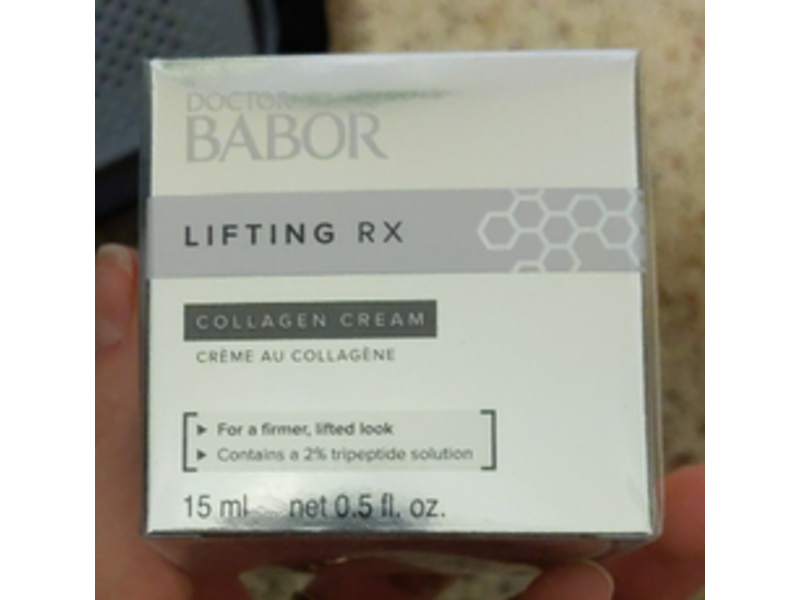 DOCTOR
BABOR
LIFTING RX
COLLAGEN CREAM
CRÈME AU COLLAGÈNE
For a firmer, lifted look
Contains a 2% tripeptide solution
15 ml net 0.5 fl. oz.